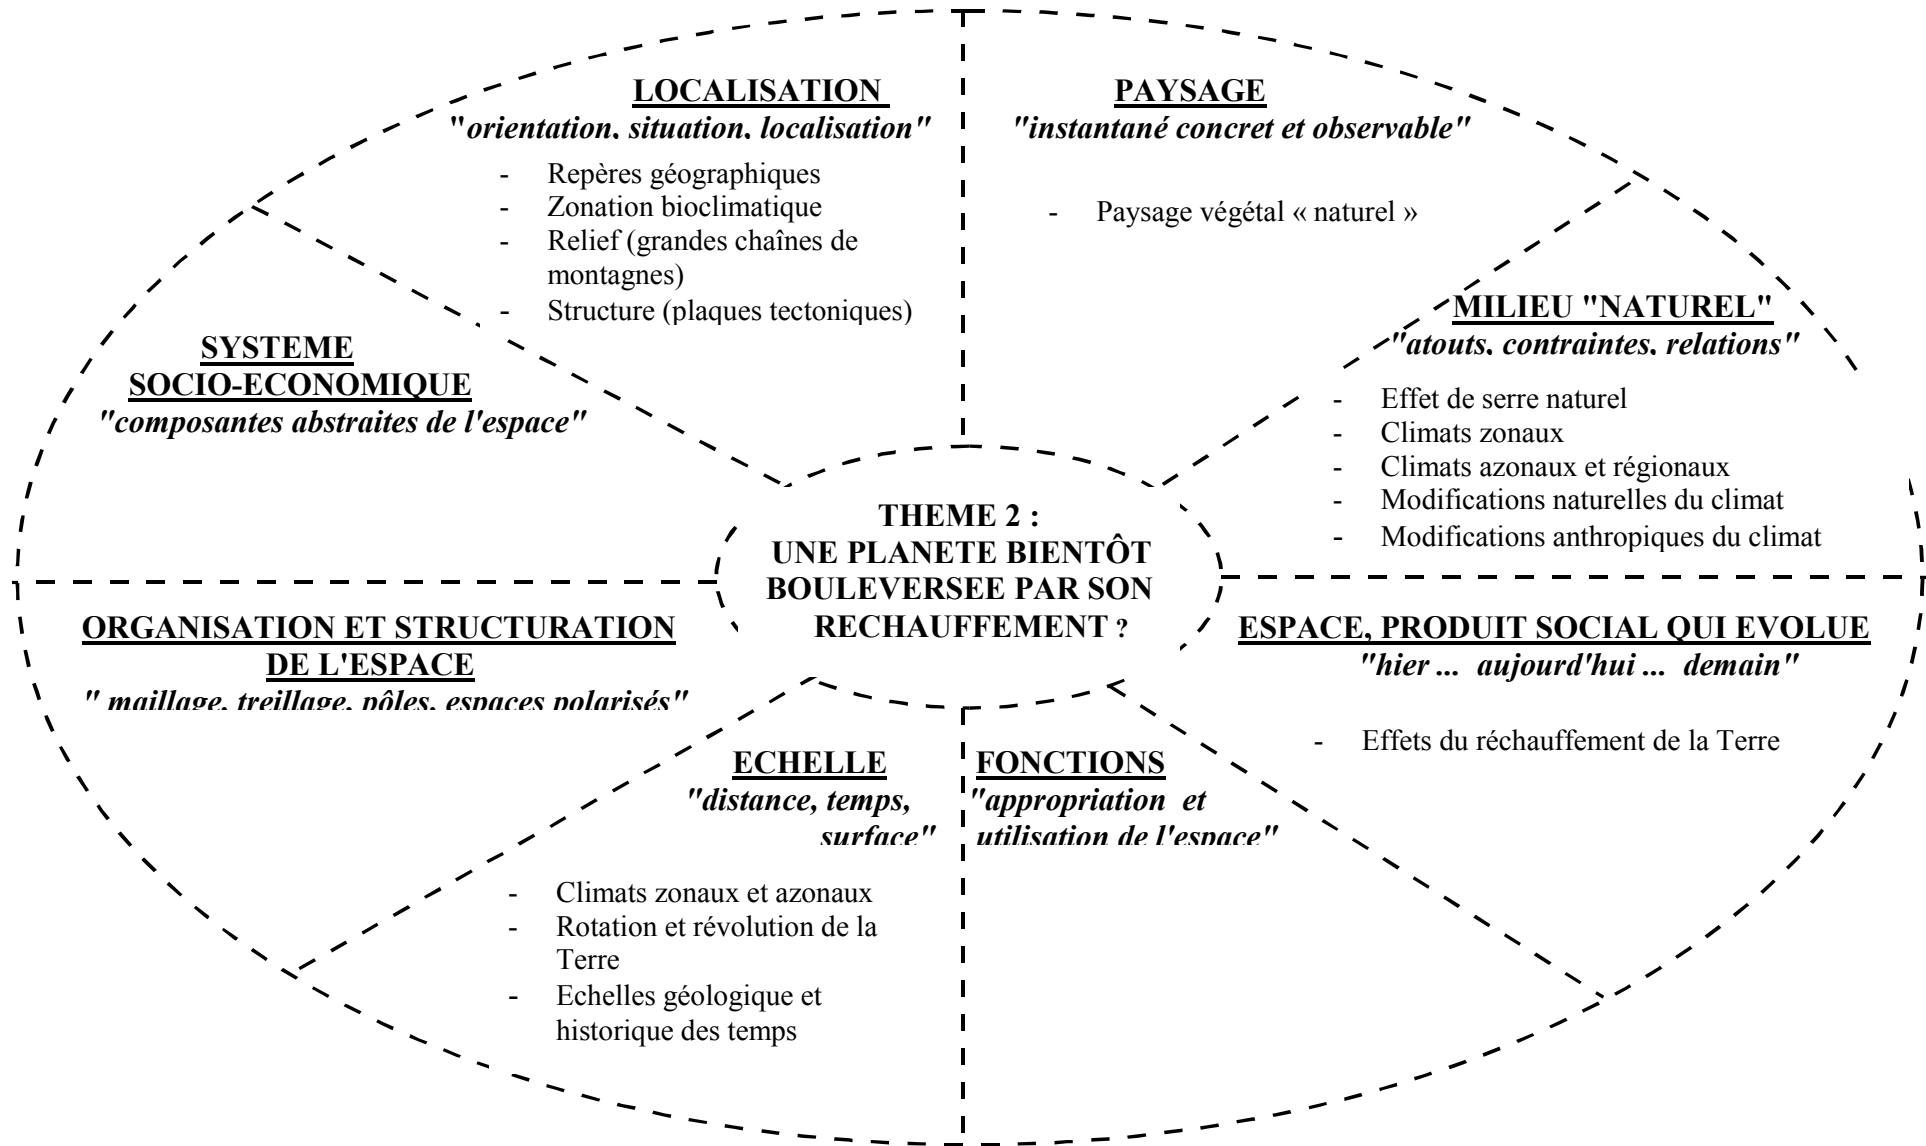 LOCALISATION
"orientation, situation, localisation"
- Repères géographiques
- Zonation bioclimatique
- Relief (grandes chaînes de
montagnes)
- Structure (plaques tectoniques)
PAYSAGE
"instantané concret et observable"
- Paysage végétal « naturel »
MILIEU "NATUREL"
"atouts, contraintes, relations"
- Effet de serre naturel
- Climats zonaux
- Climats azonaux et régionaux
- Modifications naturelles du climat
- Modifications anthropiques du climat
SYSTEME
SOCIO-ECONOMIQUE
"composantes abstraites de l'espace"
THEME 2 :
UNE PLANETE BIENTÔT
BOULEVERSEE PAR SON
RECHAUFFEMENT ?
ORGANISATION ET STRUCTURATION
DE L'ESPACE
" maillage, treillage, pôles, espaces polarisés"
ESPACE, PRODUIT SOCIAL QUI EVOLUE
"hier ... aujourd'hui ... demain"
- Effets du réchauffement de la Terre
ECHELLE
"distance, temps,
surface"
- Climats zonaux et azonaux
- Rotation et révolution de la
Terre
- Echelles géologique et
historique des temps
FONCTIONS
"appropriation et
utilisation de l'espace"